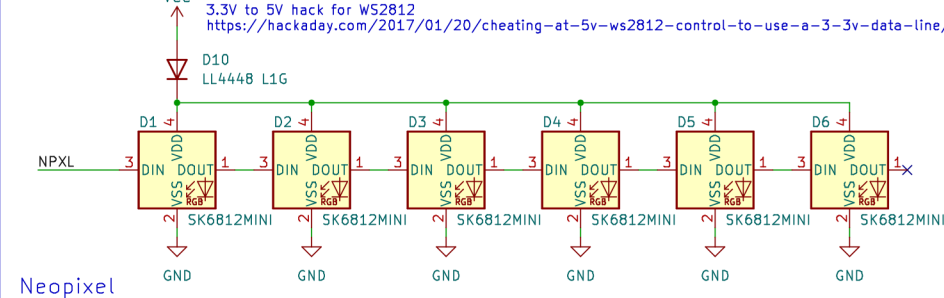 3.3V to 5V hack for WS2812
https://hackaday.com/2017/01/20/cheating-at-5v-ws2812-control-to-use-a-3-3v-data-line/
D10
LL4448 L1G
D1 4 D2 4 D3 4 D4 4 D5 4 D6 4
VDD VDD VDD VDD VDD VDD
NPXL 3 DIN DOUT 1 3 DIN DOUT 1 3 DIN DOUT 1 3 DIN DOUT 1 3 DIN DOUT 1 3 DIN DOUT 1
VSS RGB VSS RGB VSS RGB VSS RGB VSS RGB VSS RGB
2 SK6812MINI 2 SK6812MINI 2 SK6812MINI 2 SK6812MINI 2 SK6812MINI 2 SK6812MINI
GND GND GND GND GND GND
Neopixel